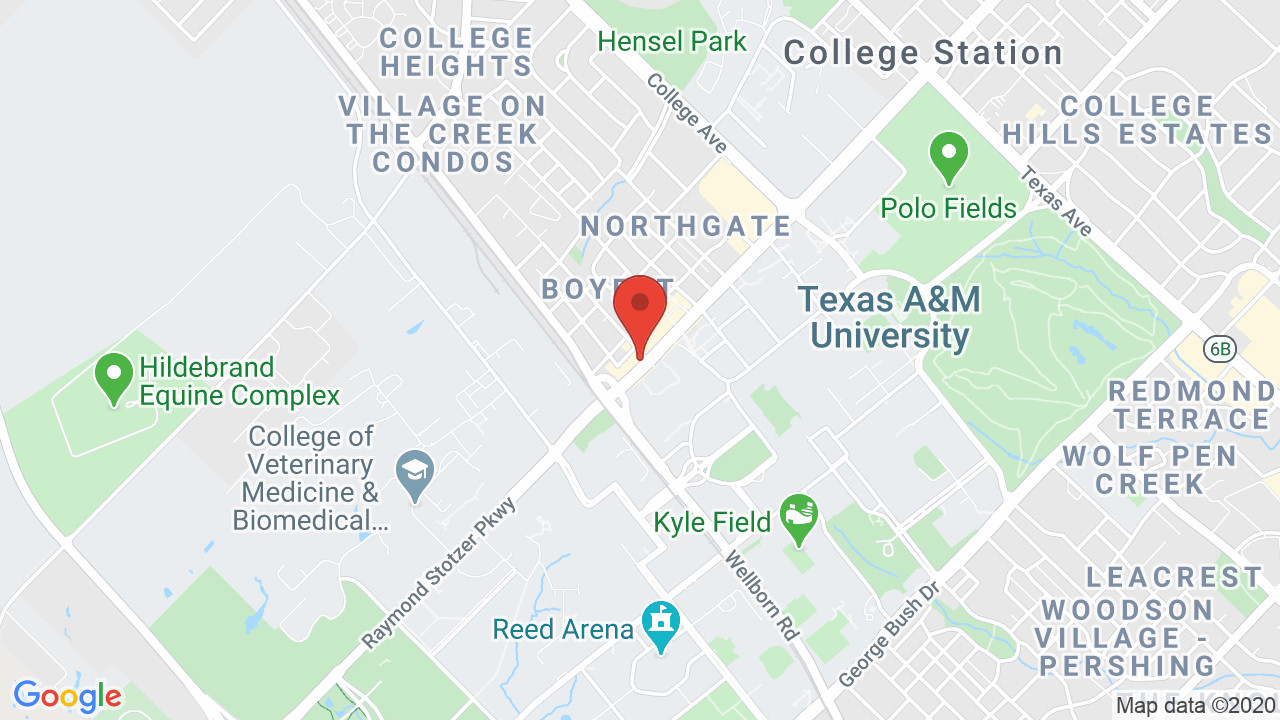 COLLEGE
HEIGHTS
Hensel Park
College Station
VILLAGE ON
THE CREEK
CONDOS
College Ave
COLLEGE
HILLS ESTATES
Texas Ave
Polo Fields
NORTHGATE
Texas A&M
University
6B
Hildebrand
Equine Complex
REDMOND
TERRACE
College of
Veterinary
Medicine &
Biomedical...
WOLF PEN
CREEK
Raymond Stotzer Pkwy
Kyle Field
Wellborn Rd
George Bush Dr
LEACREST
WOODSON
VILLAGE -
PERSHING
Reed Arena
Google
Map data ©2020